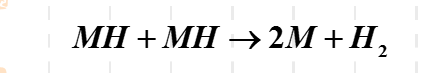 MH + MH → 2M + H₂